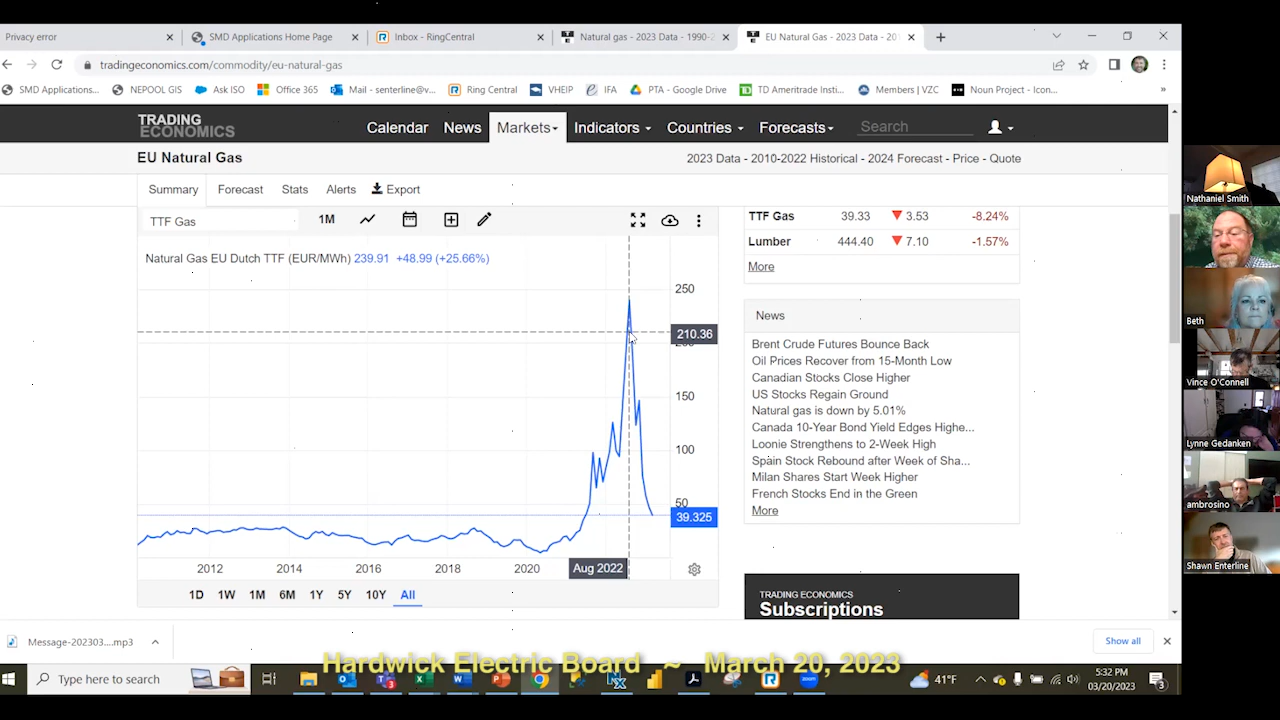 Privacy error
SMD Applications Home Page
Inbox - RingCentral
Natural gas - 2023 Data - 1990-2
EU Natural Gas - 2023 Data - 201
tradingeconomics.com/commodity/eu-natural-gas
SMD Applications...
NEPOOL GIS
Ask ISO
Office 365
Mail - senterline@v...
Ring Central
VHEIP
IFA
PTA - Google Drive
TD Ameritrade Insti...
Members | VZC
Noun Project - Icon...
»
TRADING
ECONOMICS
Calendar
News
Markets
Indicators
Countries
Forecasts
Search
EU Natural Gas
2023 Data - 2010-2022 Historical - 2024 Forecast - Price - Quote
Summary
Forecast
Stats
Alerts
Export
TTF Gas
1M
Natural Gas EU Dutch TTF (EUR/MWh) 239.91 +48.99 (+25.66%)
250
210.36
200
150
100
50
39.325
2012
2014
2016
2018
2020
Aug 2022
1D
1W
1M
6M
1Y
5Y
10Y
All
TTF Gas 39.33 3.53 -8.24%
Lumber 444.40 7.10 -1.57%
More
News
Brent Crude Futures Bounce Back
Oil Prices Recover from 15-Month Low
Canadian Stocks Close Higher
US Stocks Regain Ground
Natural gas is down by 5.01%
Canada 10-Year Bond Yield Edges Highe...
Loonie Strengthens to 2-Week High
Spain Stock Rebound after Week of Sha...
Milan Shares Start Week Higher
French Stocks End in the Green
More
TRADING ECONOMICS
Subscriptions
Nathaniel Smith
Beth
Vince O'Connell
Lynne Gedanken
ambrosino
Shawn Enterline
Message-202303....mp3
Show all
Hardwick Electric Board ~ March 20, 2023
Type here to search
41°F
5:32 PM
03/20/2023
3